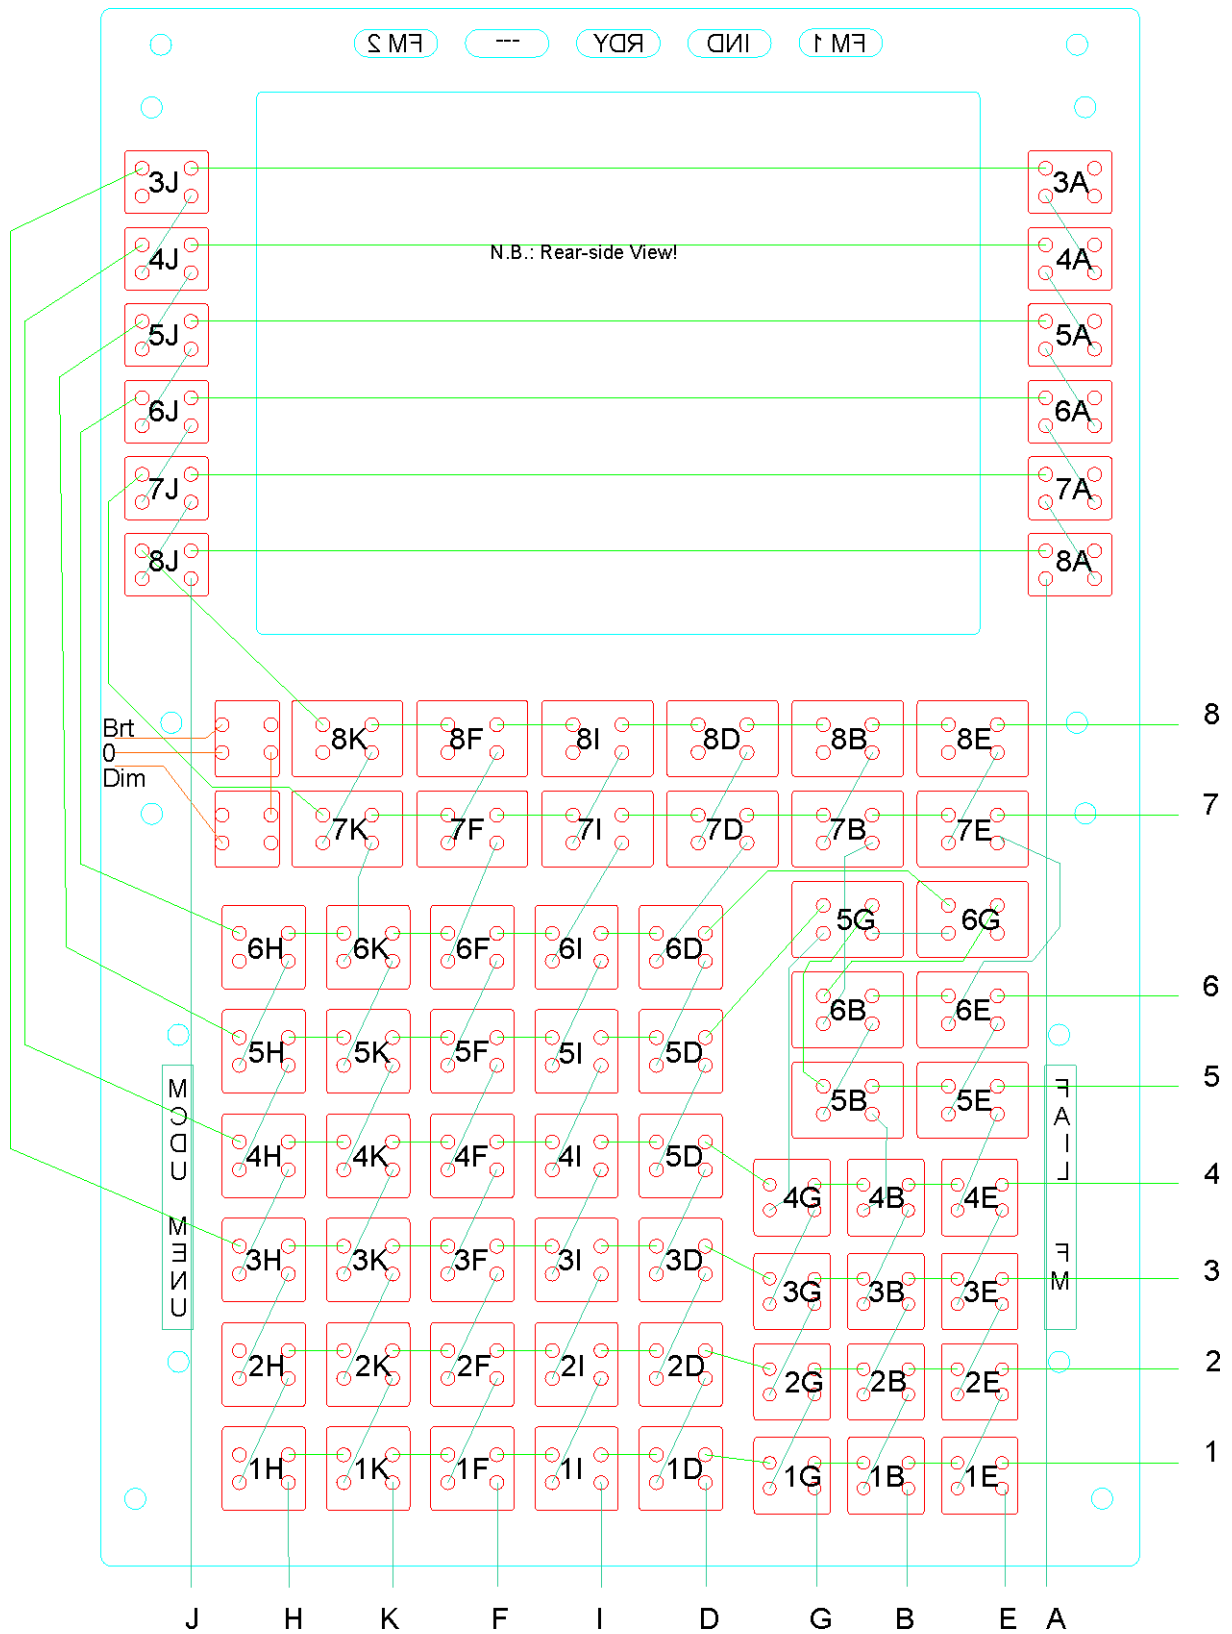 FM 2 --- RDY IND FM 1
3J 3A
N.B.: Rear-side View!
4J 4A
5J 5A
6J 6A
7J 7A
8J 8A
8
Brt 8K 8F 8I 8D 8B 8E
0
Dim
7
7K 7F 7I 7D 7B 7E
5G 6G
6H 6K 6F 6I 6D
6
6B 6E
5H 5K 5F 5I 5D
5
5B 5E
MCDU MENU
FAIL FM
4H 4K 4F 4I 5D
4
4G 4B 4E
3H 3K 3F 3I 3D
3
3G 3B 3E
2H 2K 2F 2I 2D
2
2G 2B 2E
1
1H 1K 1F 1I 1D 1G 1B 1E
J H K F I D G B E A